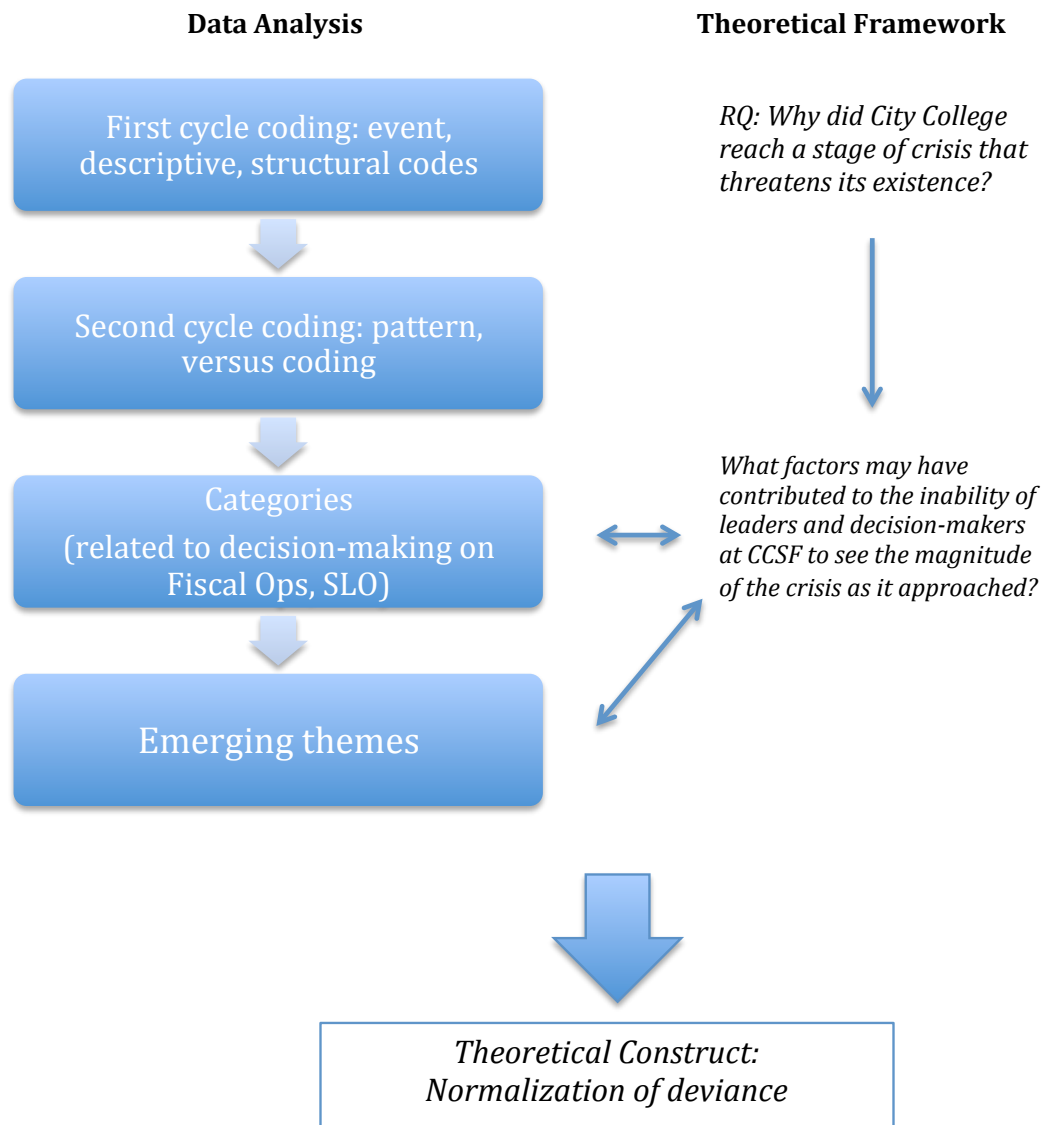 Data Analysis
Theoretical Framework
First cycle coding: event,
descriptive, structural codes
RQ: Why did City College
reach a stage of crisis that
threatens its existence?
Second cycle coding: pattern,
versus coding
Categories
(related to decision-making on
Fiscal Ops, SLO)
What factors may have
contributed to the inability of
leaders and decision-makers
at CCSF to see the magnitude
of the crisis as it approached?
Emerging themes
Theoretical Construct:
Normalization of deviance